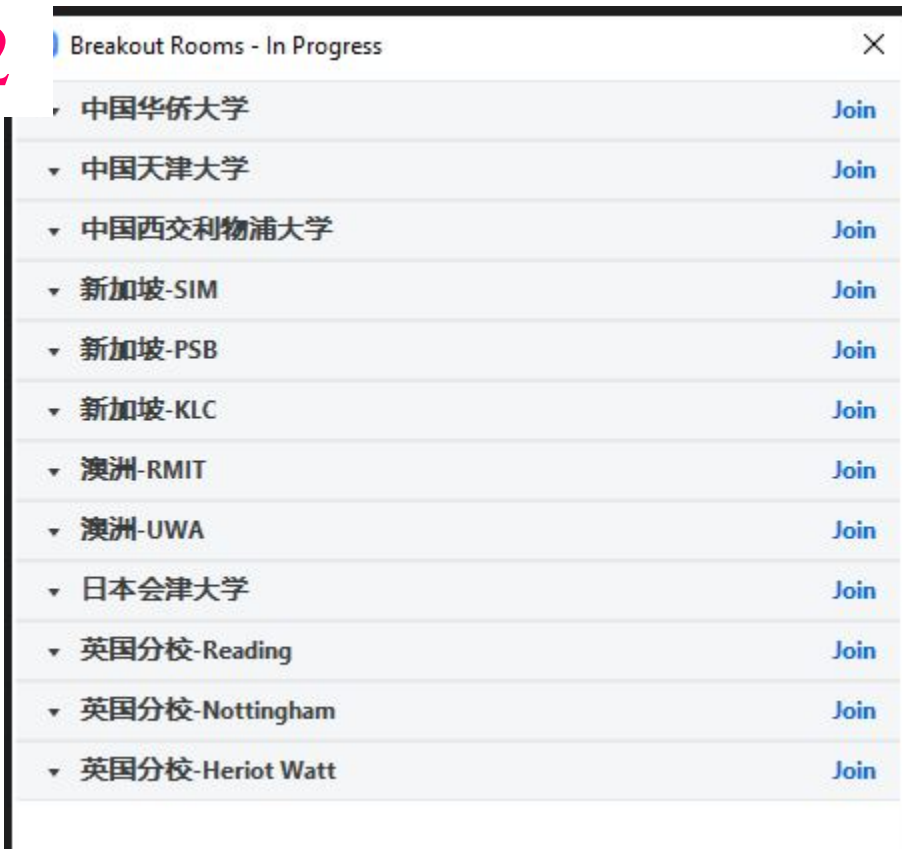 2
Breakout Rooms - In Progress
中国华侨大学 Join
中国天津大学 Join
中国西交利物浦大学 Join
新加坡-SIM Join
新加坡-PSB Join
新加坡-KLC Join
澳洲-RMIT Join
澳洲-UWA Join
日本会津大学 Join
英国分校-Reading Join
英国分校-Nottingham Join
英国分校-Heriot Watt Join